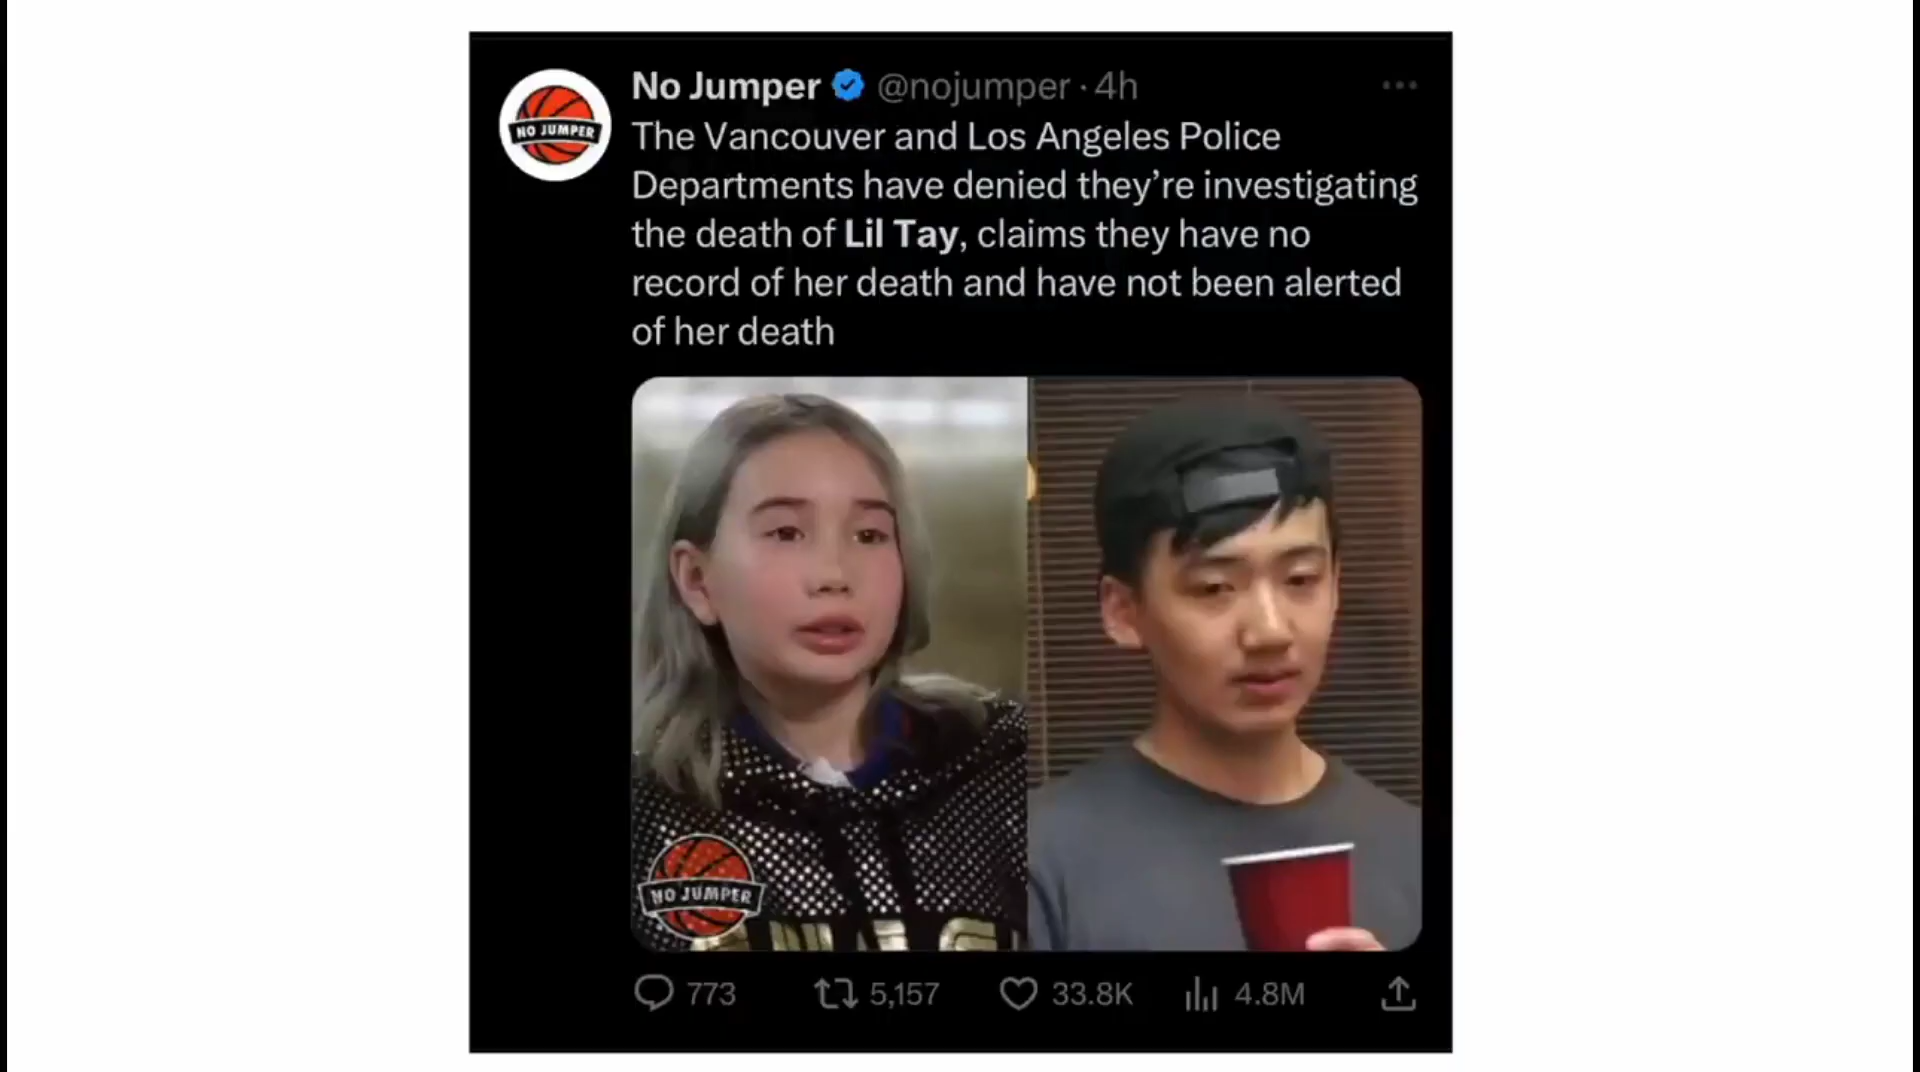 No Jumper @nojumper · 4h
NO JUMPER
The Vancouver and Los Angeles Police
Departments have denied they’re investigating
the death of Lil Tay, claims they have no
record of her death and have not been alerted
of her death
NO JUMPER
773 5,157 33.8K 4.8M